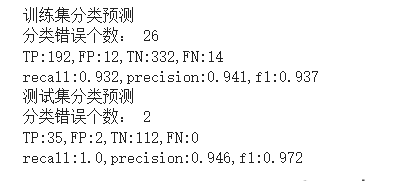 训练集分类预测
分类错误个数： 26
TP:192,FP:12,TN:332,FN:14
recall:0.932,precision:0.941,f1:0.937
测试集分类预测
分类错误个数： 2
TP:35,FP:2,TN:112,FN:0
recall:1.0,precision:0.946,f1:0.972